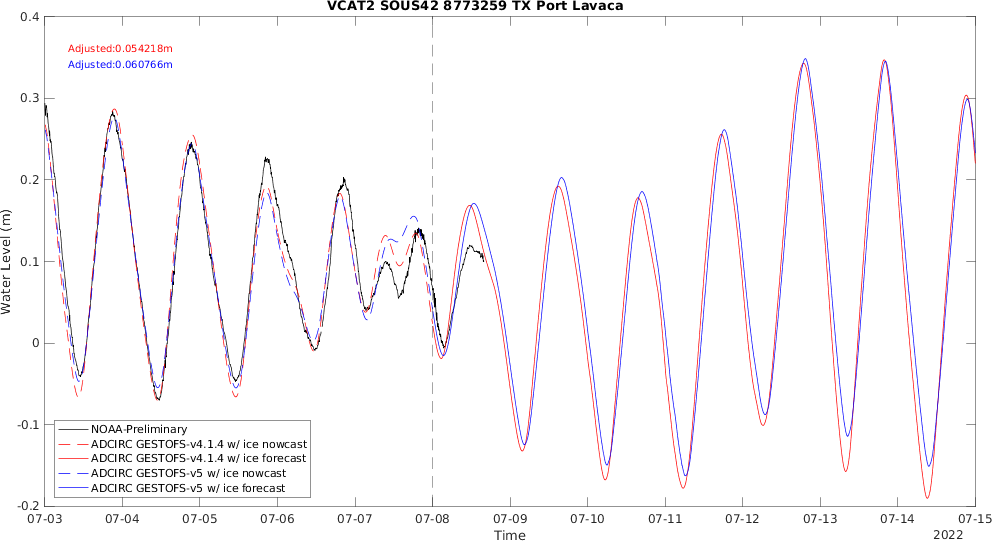 VCAT2 SOUS42 8773259 TX Port Lavaca
0.4
Adjusted:0.054218m
Adjusted:0.060766m
0.3
0.2
0.1
0
-0.1
-0.2
Water Level (m)
NOAA-Preliminary
ADCIRC GESTOFS-v4.1.4 w/ ice nowcast
ADCIRC GESTOFS-v4.1.4 w/ ice forecast
ADCIRC GESTOFS-v5 w/ ice nowcast
ADCIRC GESTOFS-v5 w/ ice forecast
07-03 07-04 07-05 07-06 07-07 07-08 07-09 07-10 07-11 07-12 07-13 07-14 07-15
Time
2022